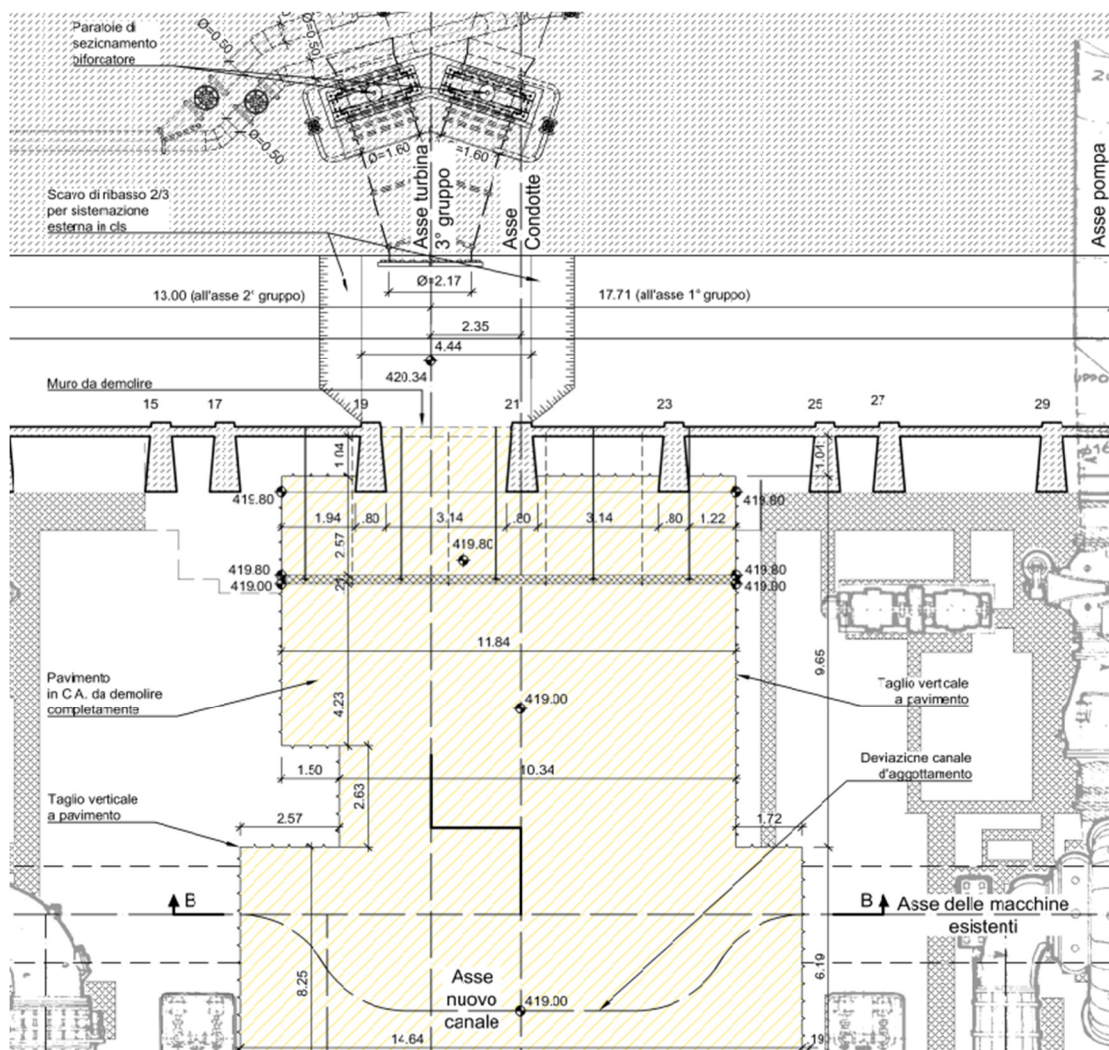 Paraloie di
sezicnamento
biforcatore
Ø=0.50
Ø=0.50
Ø=0.50
Ø=1.60
=1.60
Asse turbina
3° gruppo
Asse
Condotte
Asse pompa
Scavo di ribasso 2/3
per sistemazione
esterna in cls
Ø=2.17
13.00 (all'asse 2° gruppo)
17.71 (all'asse 1° gruppo)
2.35
4.44
420.34
Muro da demolire
15
17
19
21
23
25
27
29
1.04
1.04
419.80
419.80
1.94
.80
3.14
.80
3.14
.80
1.22
2.57
419.80
419.80
419.80
419.00
11.84
9.65
Pavimento
in C.A. da demolire
completamente
4.23
419.00
Taglio verticale
a pavimento
1.50
10.34
Deviazione canale
d'aggottamento
2.63
Taglio verticale
a pavimento
2.57
1.72
B
B
Asse delle macchine
esistenti
8.25
6.19
Asse
nuovo
canale
419.00
14.64